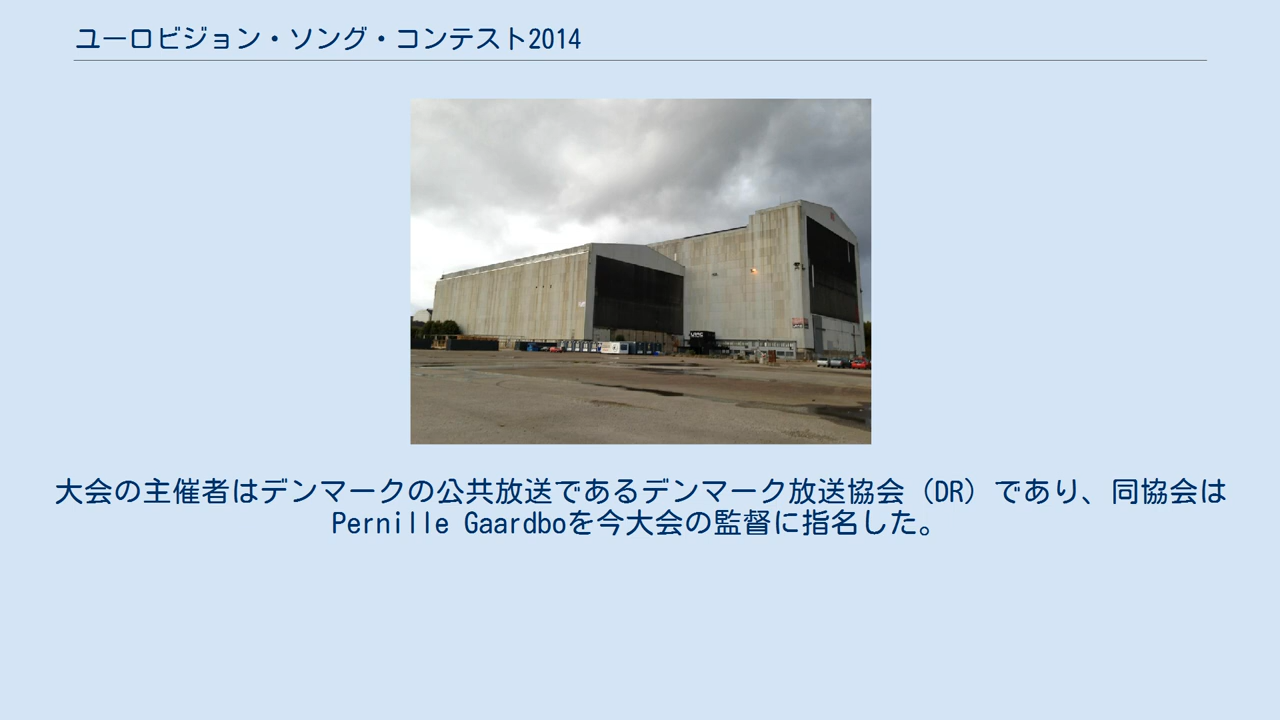 ユーロビジョン・ソング・コンテスト2014
大会の主催者はデンマークの公共放送であるデンマーク放送協会（DR）であり、同協会は
Pernille Gaardboを今大会の監督に指名した。